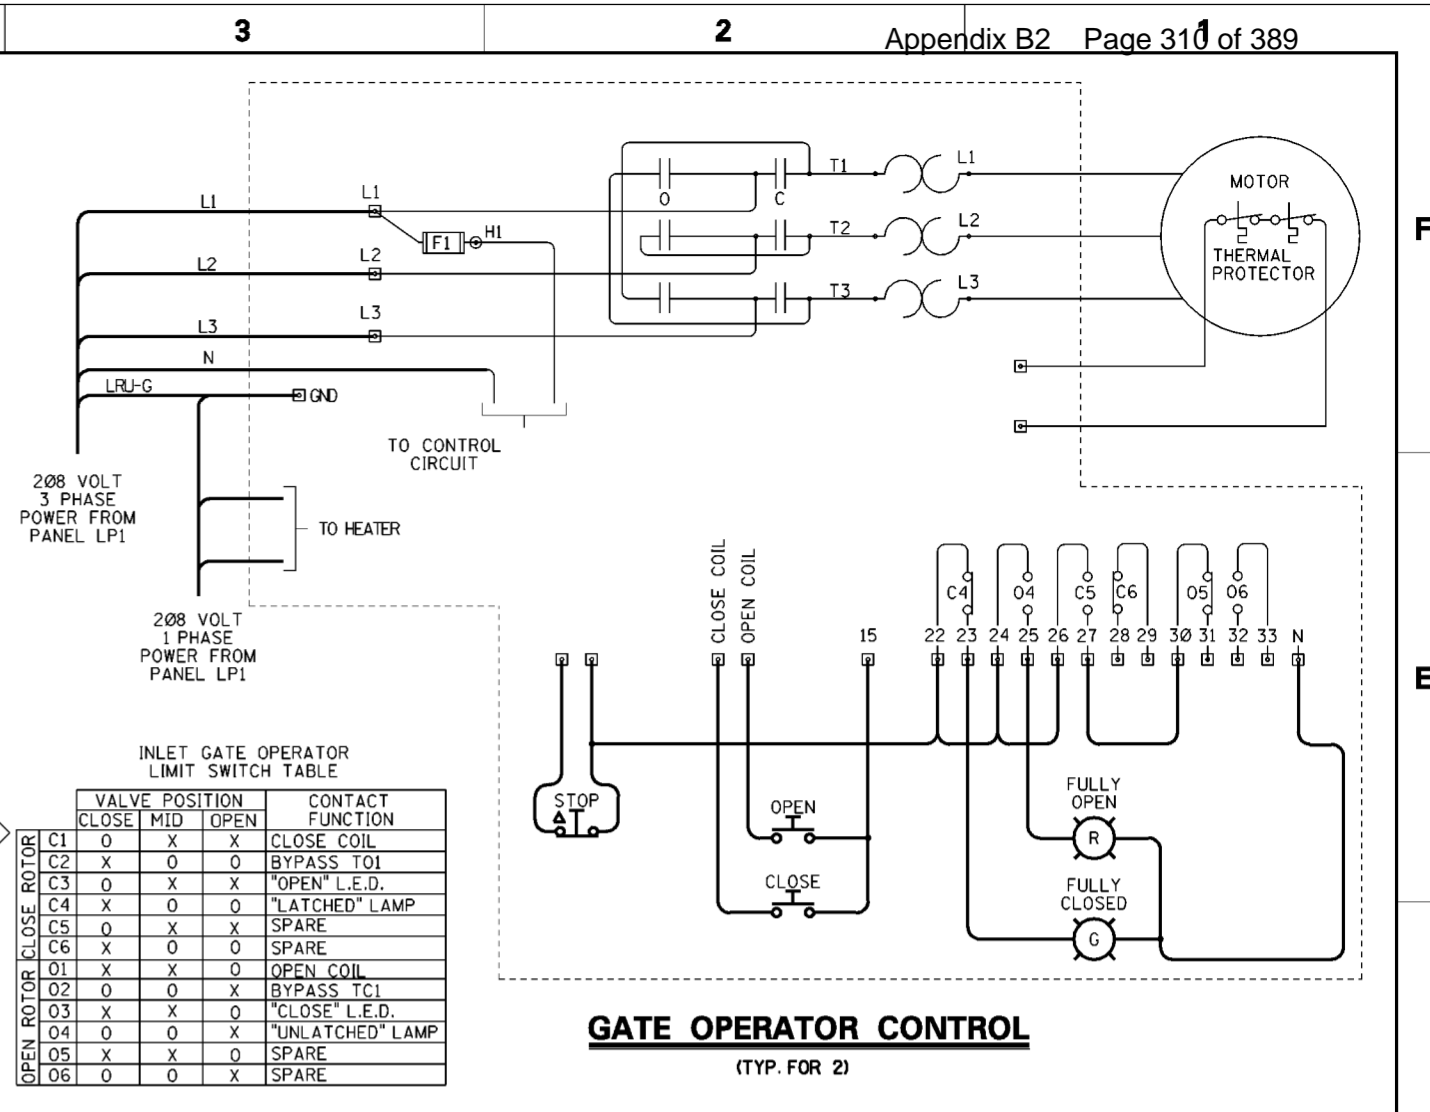 3
2
1
Appendix B2 Page 310 of 389
F
E
L1
L1
F1
H1
L2
L2
L3
L3
N
LRU-G
GND
TO CONTROL
CIRCUIT
208 VOLT
3 PHASE
POWER FROM
PANEL LP1
TO HEATER
208 VOLT
1 PHASE
POWER FROM
PANEL LP1
O
C
T1
L1
T2
L2
T3
L3
MOTOR
THERMAL
PROTECTOR
CLOSE COIL
OPEN COIL
C4
O4
C5
C6
O5
O6
15
22
23
24
25
26
27
28
29
30
31
32
33
N
STOP
OPEN
CLOSE
FULLY
OPEN
R
FULLY
CLOSED
G
INLET GATE OPERATOR
LIMIT SWITCH TABLE
VALVE POSITION CONTACT
CLOSE MID OPEN FUNCTION
CLOSE ROTOR
C1 O X X CLOSE COIL
C2 X O O BYPASS TO1
C3 O X X "OPEN" L.E.D.
C4 X O O "LATCHED" LAMP
C5 O X X SPARE
C6 X O O SPARE
OPEN ROTOR
O1 X X O OPEN COIL
O2 O O X BYPASS TC1
O3 X X O "CLOSE" L.E.D.
O4 O O X "UNLATCHED" LAMP
O5 X X O SPARE
O6 O O X SPARE
GATE OPERATOR CONTROL
(TYP. FOR 2)